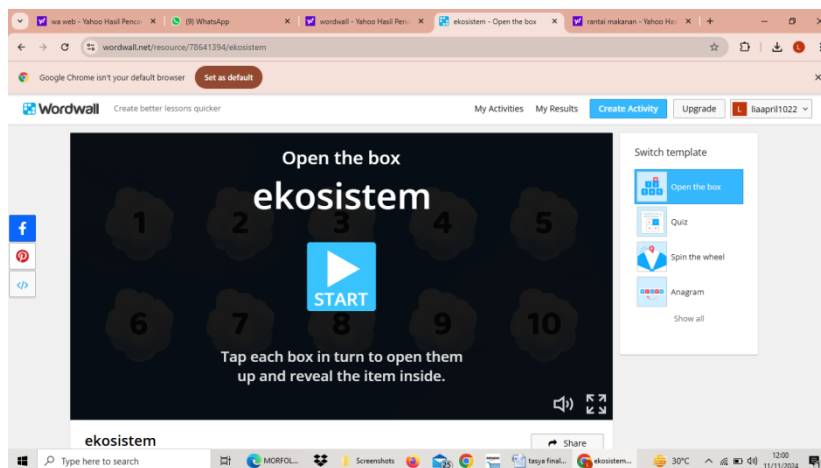 wa web - Yahoo Hasil Pencar
(9) WhatsApp
wordwall - Yahoo Hasil Penc
ekosistem - Open the box
rantai makanan - Yahoo Has
wordwall.net/resource/78641394/ekosistem
Google Chrome isn't your default browser
Set as default
Wordwall
Create better lessons quicker
My Activities
My Results
Create Activity
Upgrade
L
liaapril1022
Open the box
ekosistem
1 2 3 4 5
START
6 7 8 9 10
Tap each box in turn to open them
up and reveal the item inside.
Switch template
Open the box
Quiz
Spin the wheel
Anagram
Show all
ekosistem
Share
Type here to search
MORFOL...
Screenshots
25
tasya final...
ekosistem...
30°C
12:00
11/11/2024